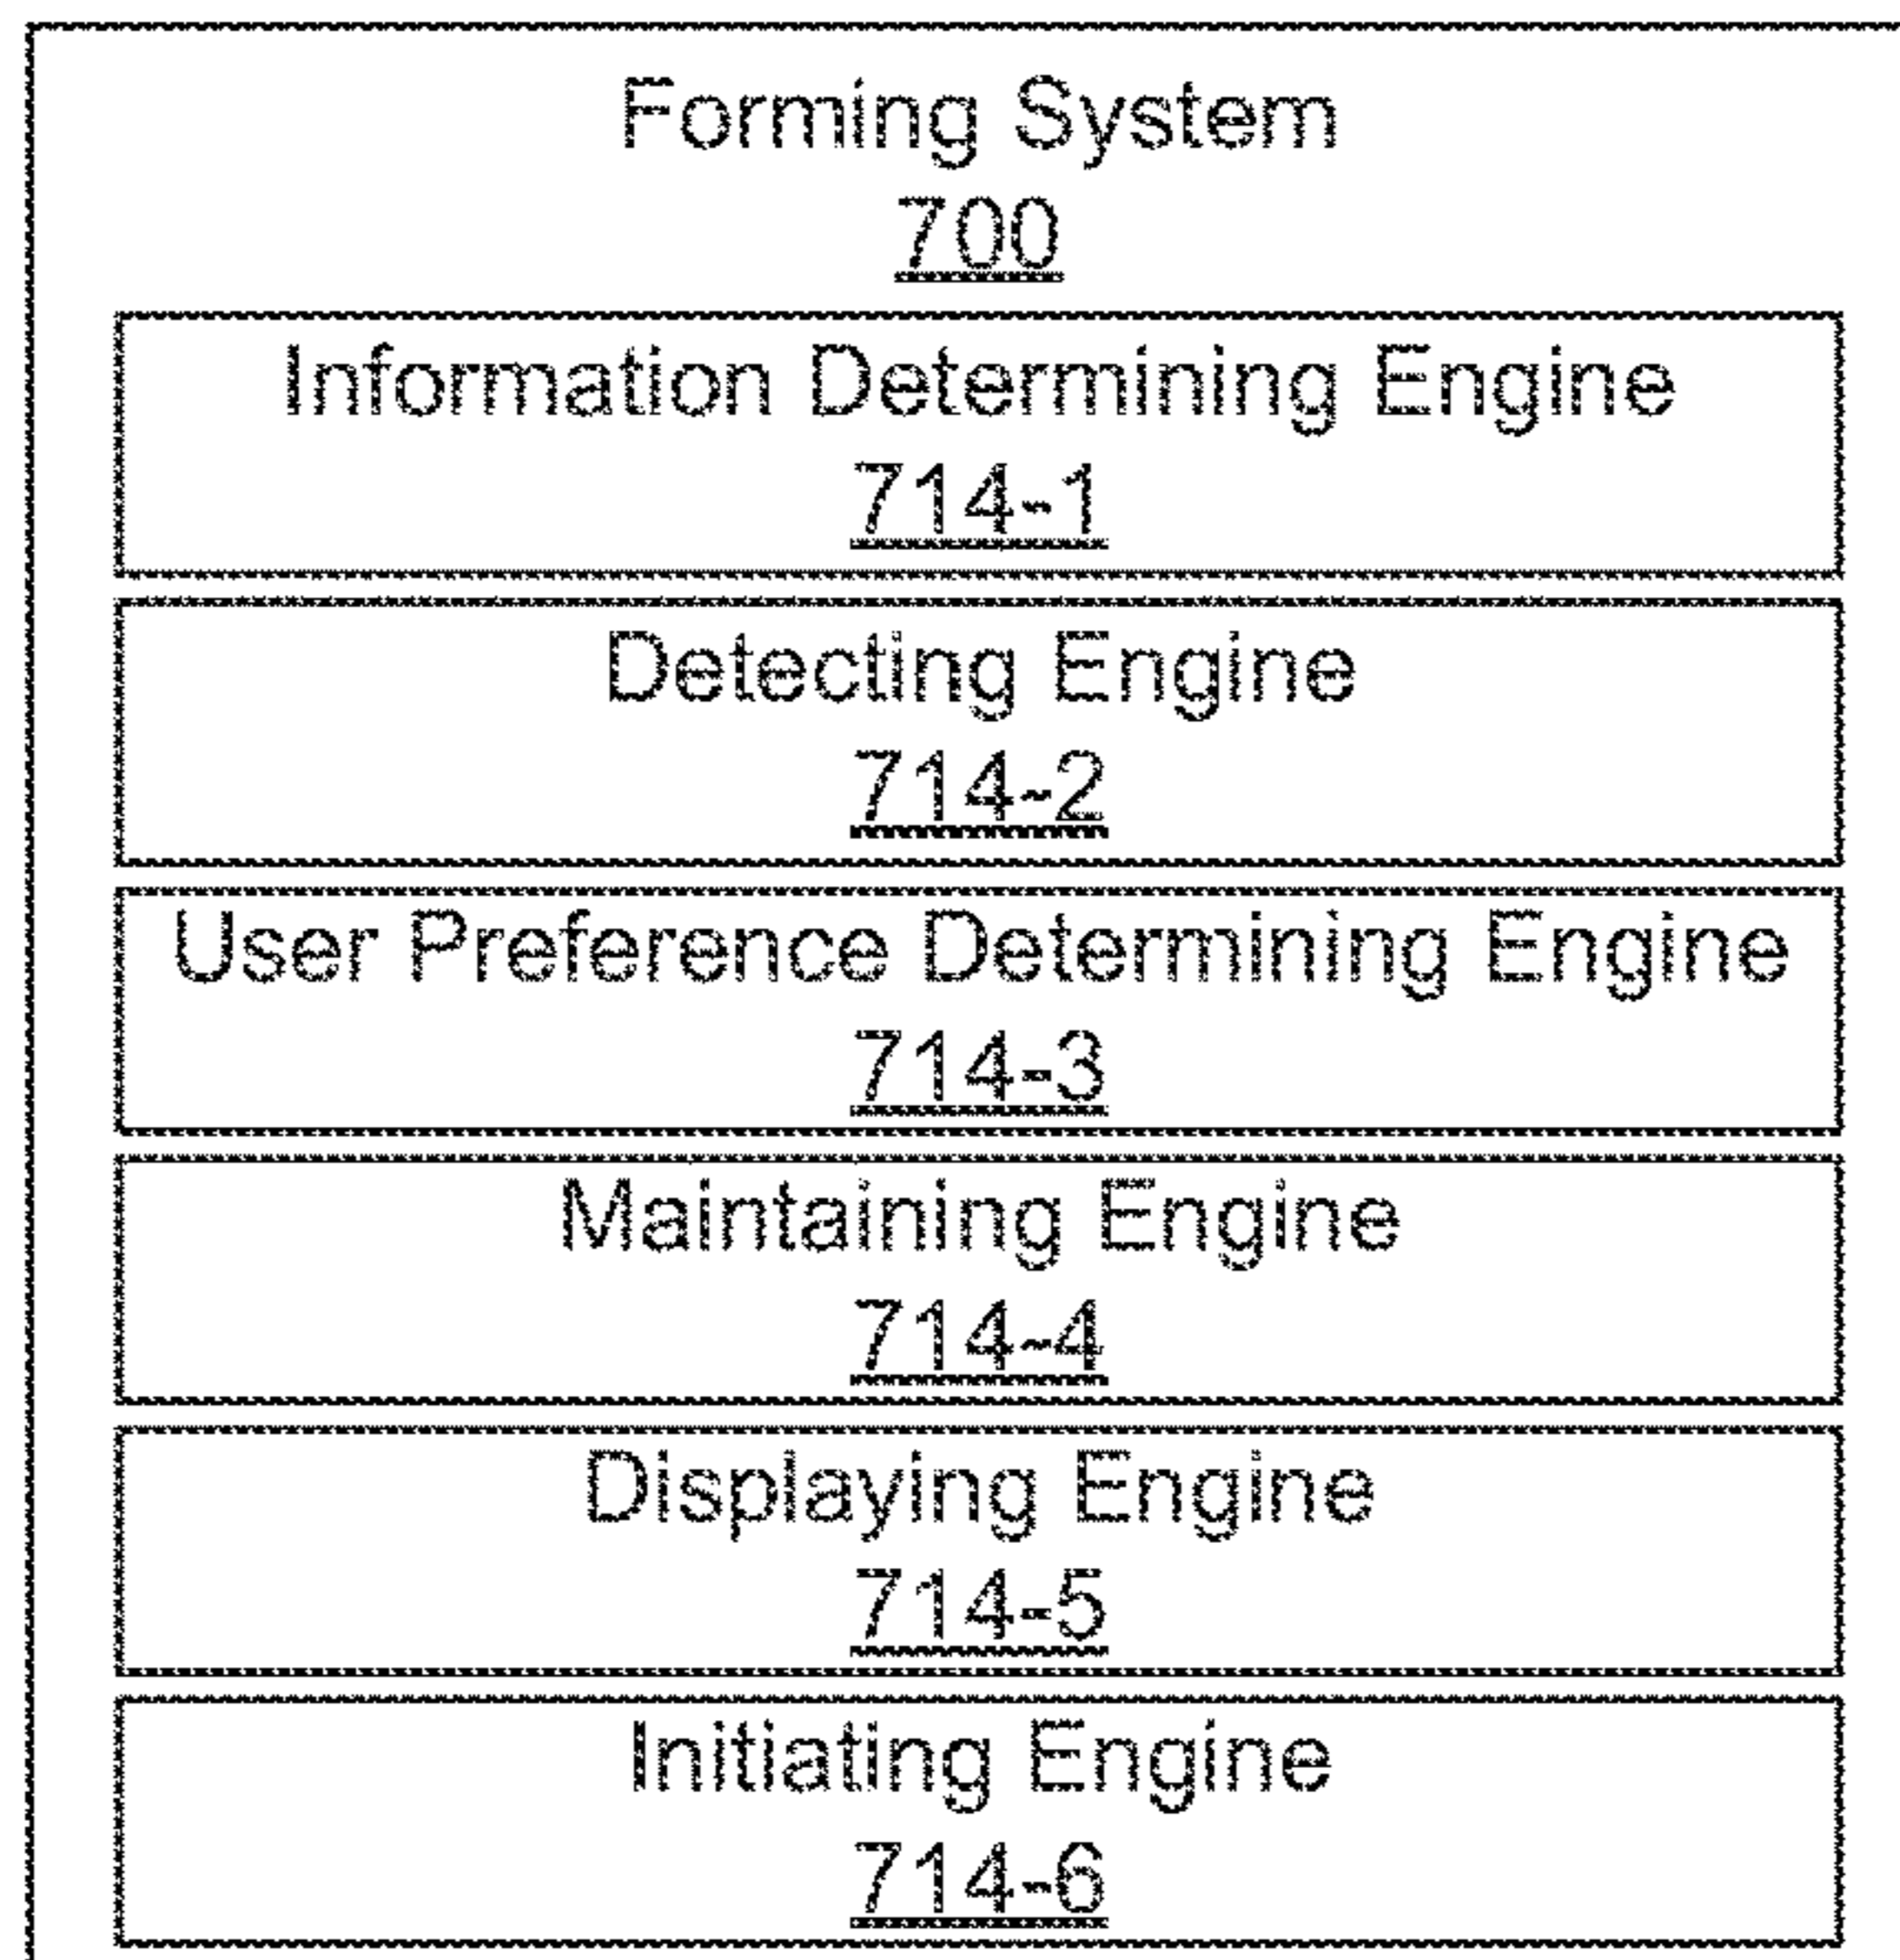 Forming System
700
Information Determining Engine
714-1
Detecting Engine
714-2
User Preference Determining Engine
714-3
Maintaining Engine
714-4
Displaying Engine
714-5
Initiating Engine
714-6